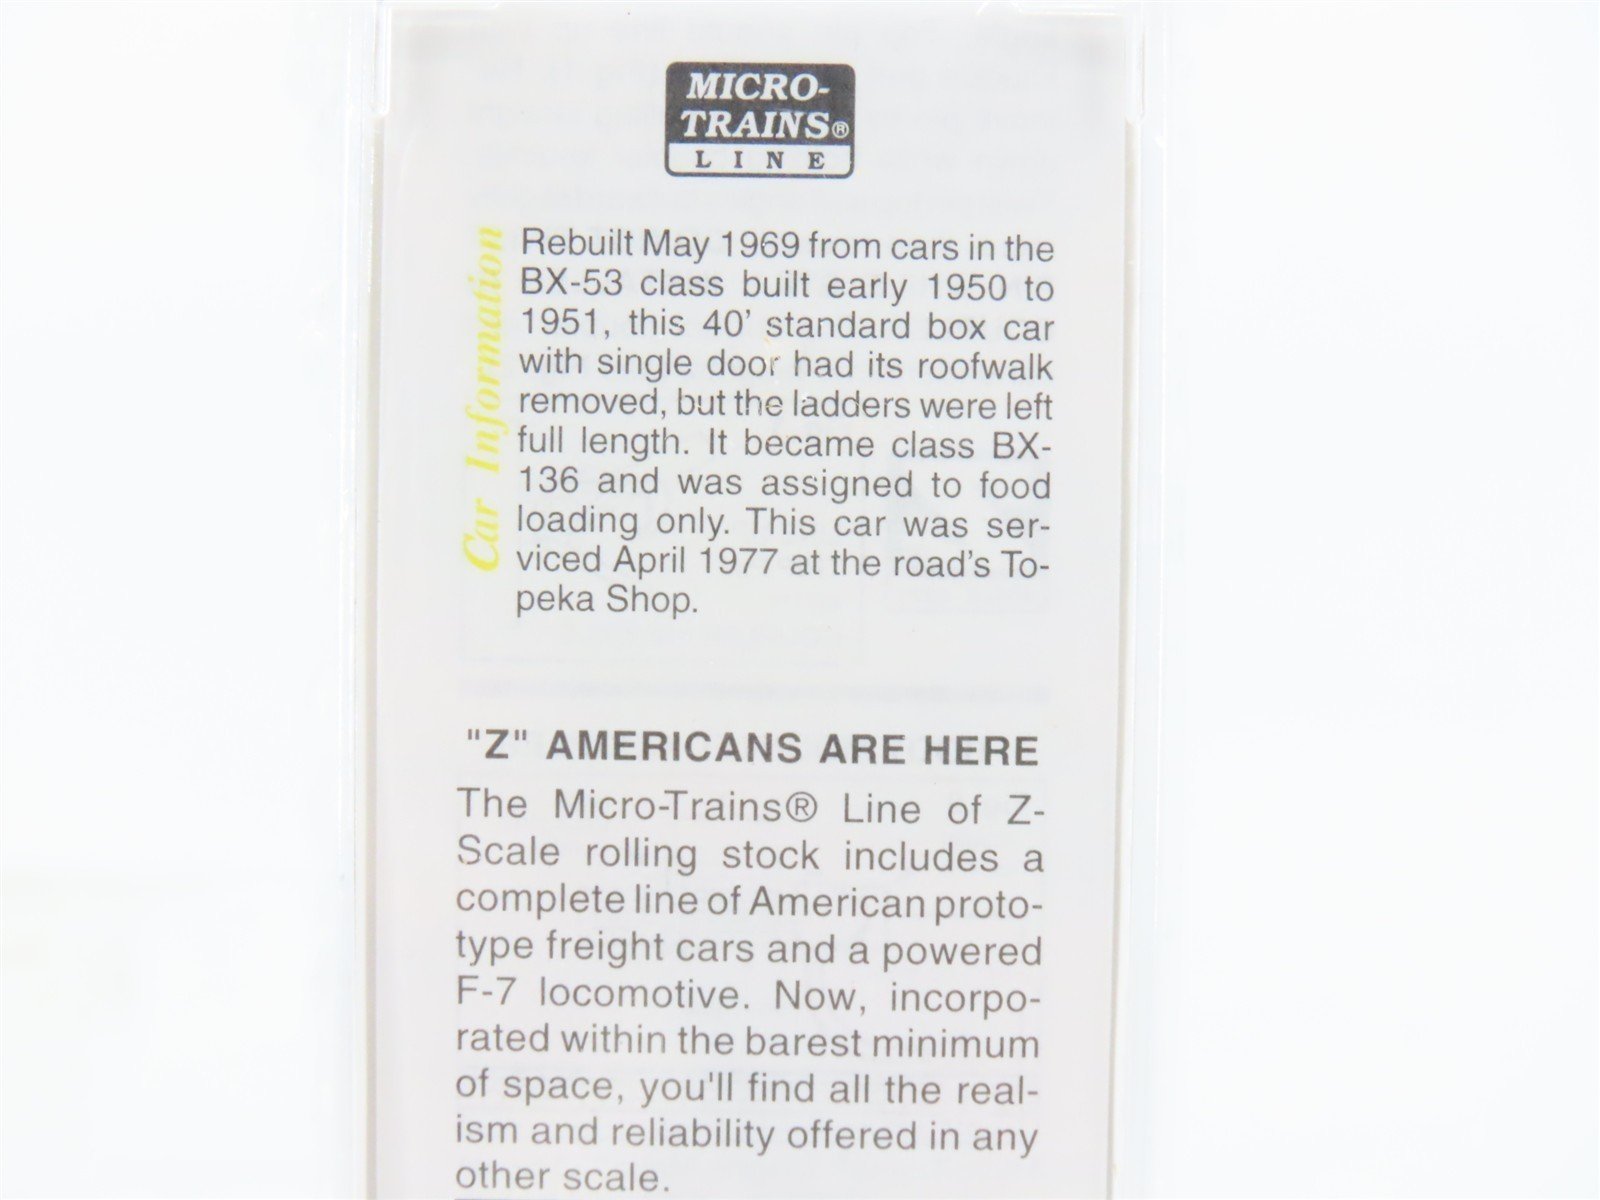 MICRO-
TRAINS®
LINE
Car Information
Rebuilt May 1969 from cars in the
BX-53 class built early 1950 to
1951, this 40’ standard box car
with single door had its roofwalk
removed, but the ladders were left
full length. It became class BX-
136 and was assigned to food
loading only. This car was ser-
viced April 1977 at the road’s To-
peka Shop.
"Z" AMERICANS ARE HERE
The Micro-Trains® Line of Z-
Scale rolling stock includes a
complete line of American proto-
type freight cars and a powered
F-7 locomotive. Now, incorpo-
rated within the barest minimum
of space, you'll find all the real-
ism and reliability offered in any
other scale.